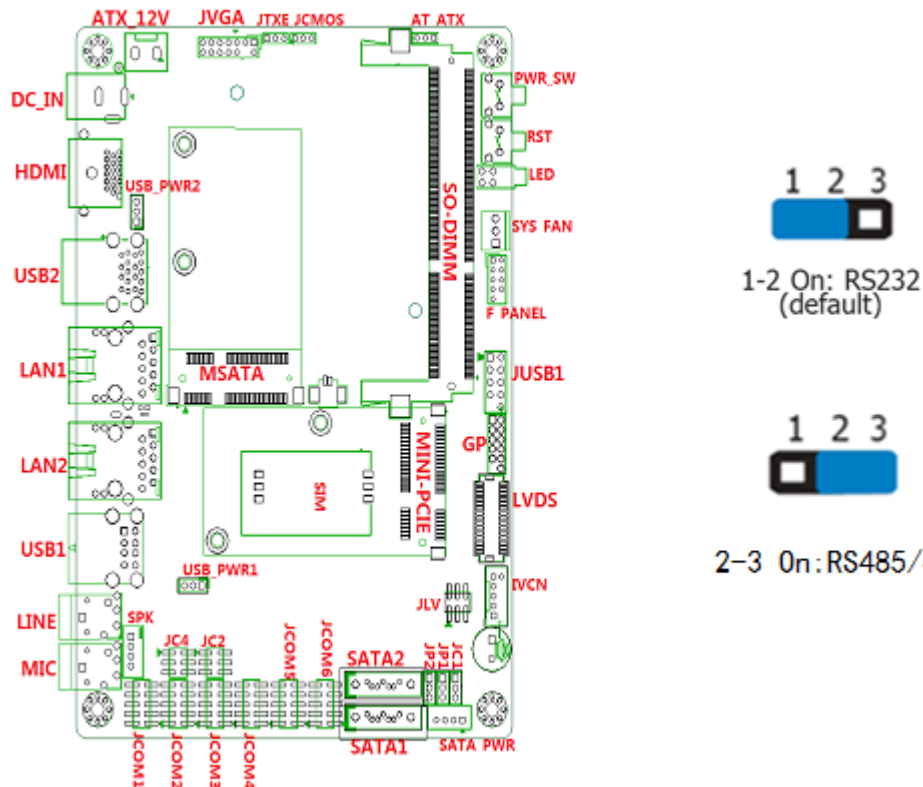 ATX_12V
JVGA
JTXE JCMOS
AT ATX
DC_IN
PWR_SW
RST
HDMI
LED
USB_PWR2
SO-DIMM
SYS FAN
USB2
F PANEL
LAN1
MSATA
JUSB1
GP
LAN2
MINI-PCIE
SIM
LVDS
USB1
USB_PWR1
IVCN
JLV
LINE
SPK
MIC
JC4
JC2
JCOM5
JCOM6
SATA2
JP2
JP1
JC1
JCOM1
JCOM2
JCOM3
JCOM4
SATA1
SATA PWR
1 2 3
1-2 On: RS232
(default)
1 2 3
2-3 On:RS485/